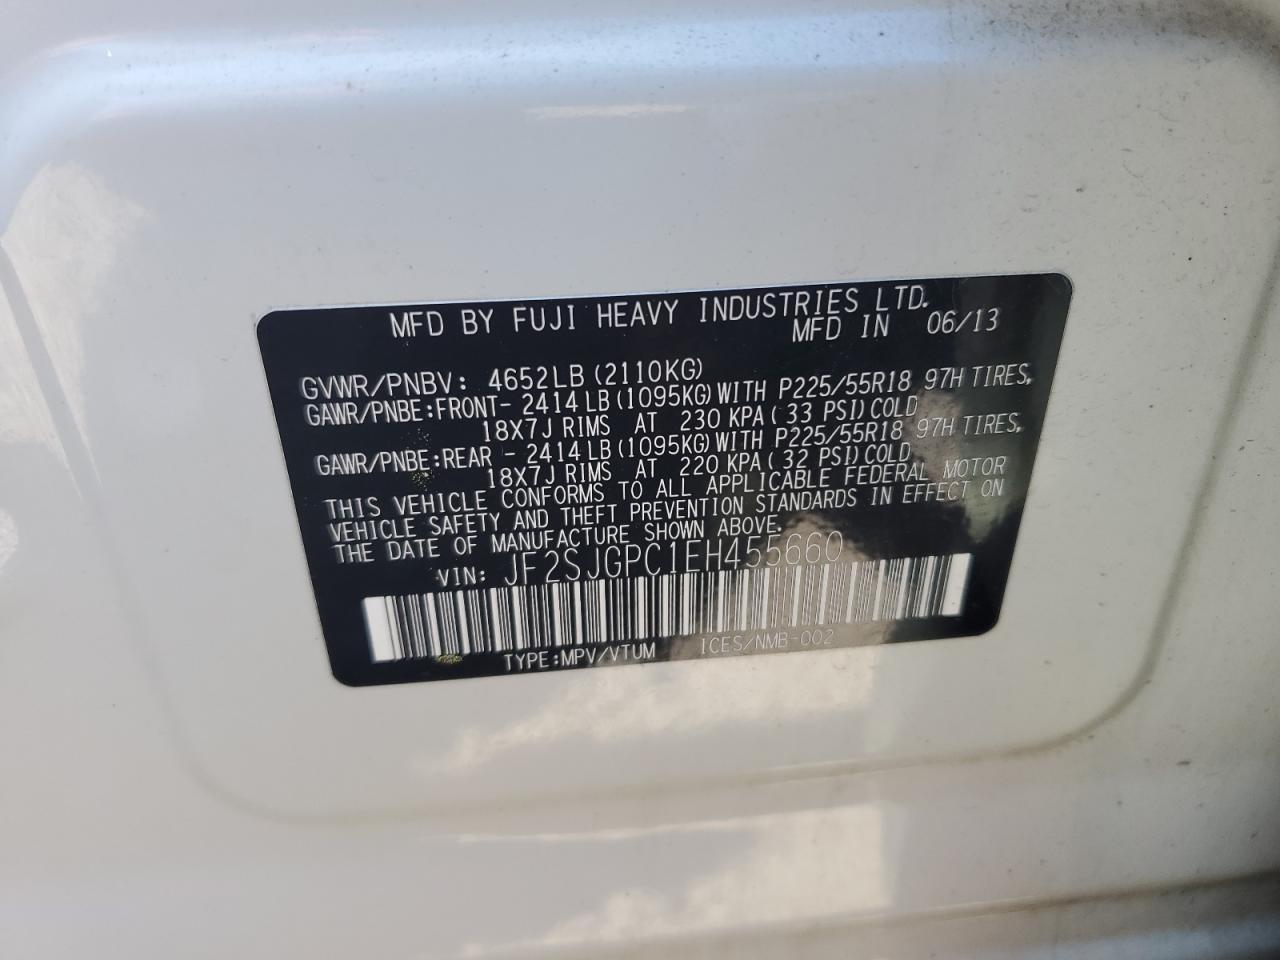 MFD BY FUJI HEAVY INDUSTRIES LTD.
MFD IN 06/13
GVWR/PNBV: 4652LB (2110KG)
GAWR/PNBE:FRONT- 2414LB (1095KG) WITH P225/55R18 97H TIRES,
18X7J RIMS AT 230 KPA ( 33 PSI) COLD
GAWR/PNBE:REAR - 2414LB (1095KG) WITH P225/55R18 97H TIRES,
18X7J RIMS AT 220 KPA ( 32 PSI) COLD
THIS VEHICLE CONFORMS TO ALL APPLICABLE FEDERAL MOTOR
VEHICLE SAFETY AND THEFT PREVENTION STANDARDS IN EFFECT ON
THE DATE OF MANUFACTURE SHOWN ABOVE.
VIN: JF2SJGPC1EH455660
TYPE:MPV/VTUM ICES/NMB-002